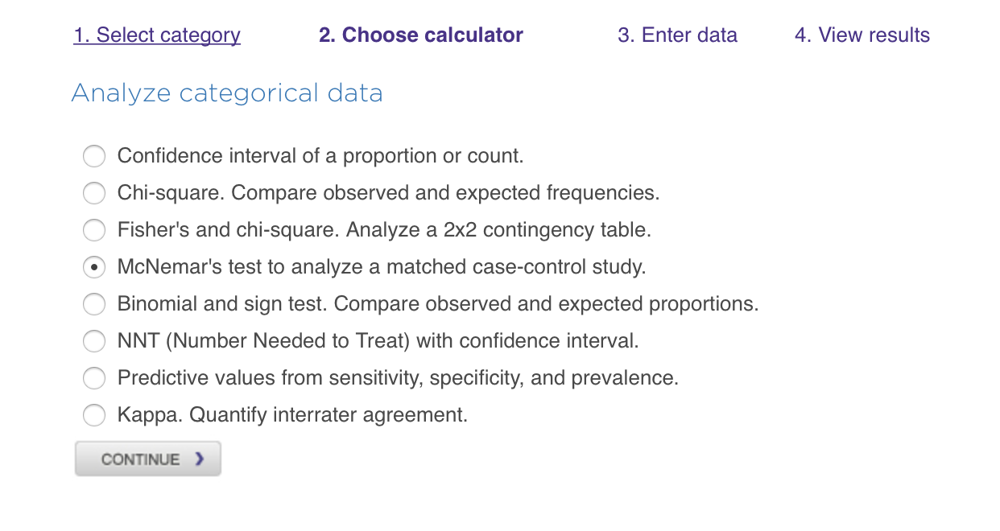 1. Select category 2. Choose calculator 3. Enter data 4. View results
Analyze categorical data
Confidence interval of a proportion or count.
Chi-square. Compare observed and expected frequencies.
Fisher's and chi-square. Analyze a 2x2 contingency table.
McNemar's test to analyze a matched case-control study.
Binomial and sign test. Compare observed and expected proportions.
NNT (Number Needed to Treat) with confidence interval.
Predictive values from sensitivity, specificity, and prevalence.
Kappa. Quantify interrater agreement.
CONTINUE